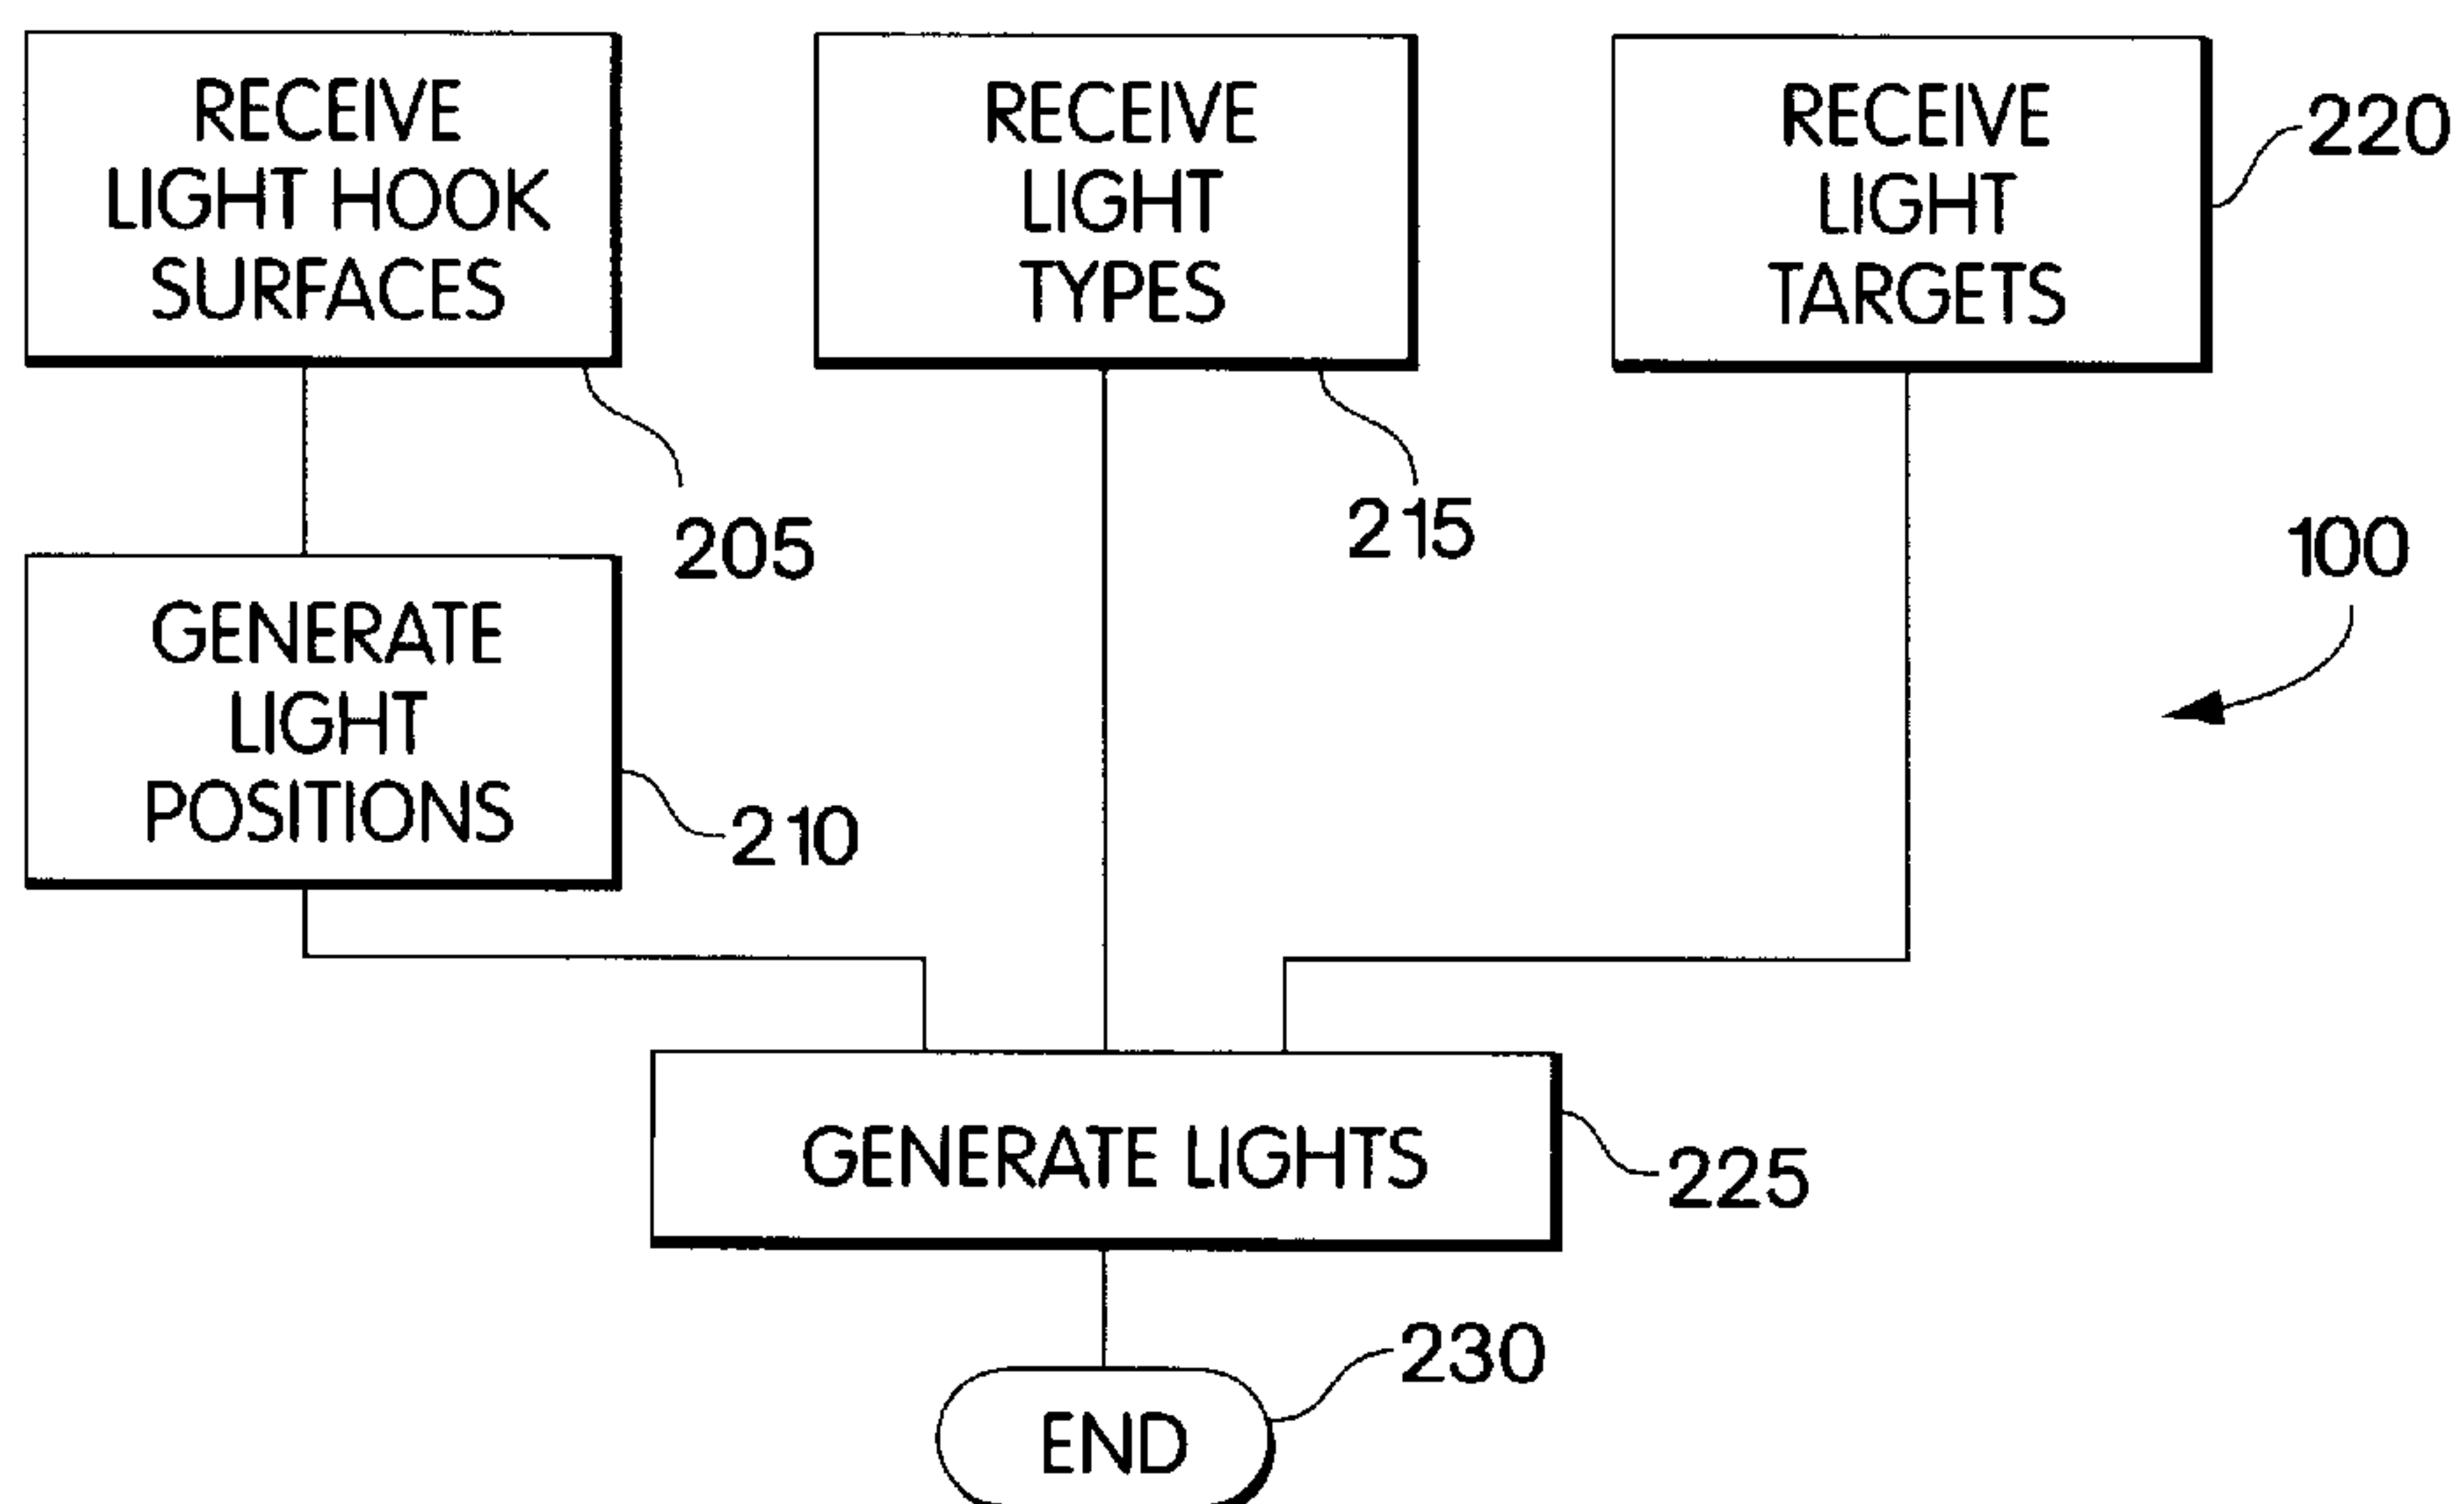 RECEIVE
LIGHT HOOK
SURFACES
205
RECEIVE
LIGHT
TYPES
215
RECEIVE
LIGHT
TARGETS
220
100
GENERATE
LIGHT
POSITIONS
210
GENERATE LIGHTS
225
END
230